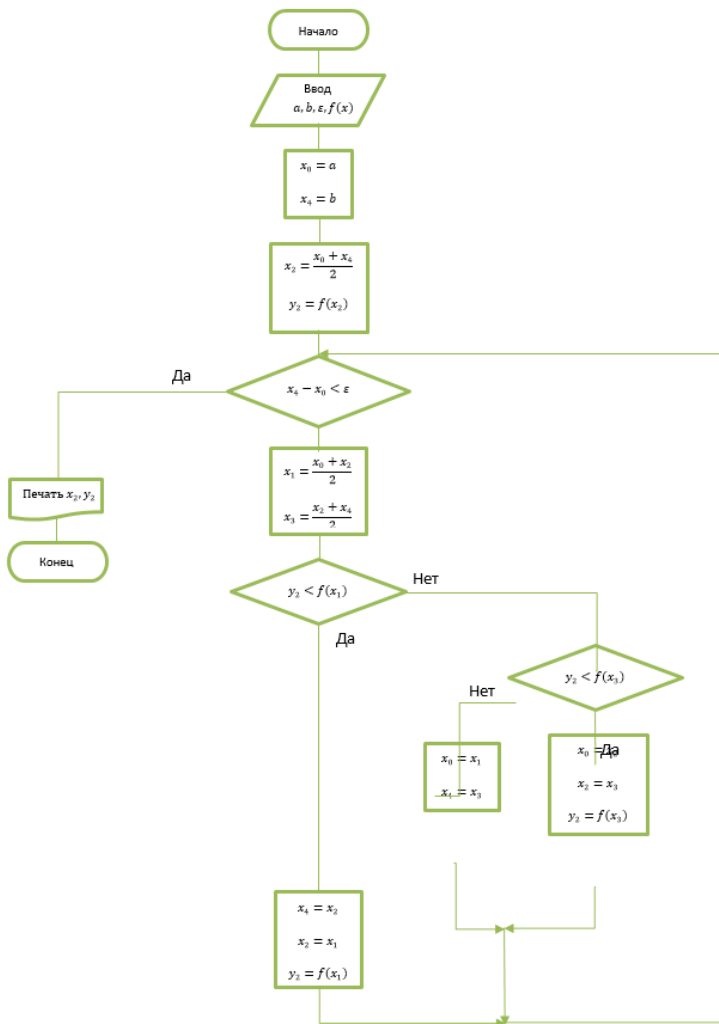 Начало
Ввод
a, b, ε, f(x)
x₀ = a
x₄ = b
x₂ = (x₀ + x₄)/2
y₂ = f(x₂)
Да
x₄ − x₀ < ε
x₁ = (x₀ + x₂)/2
x₃ = (x₂ + x₄)/2
Печать x₂, y₂
Конец
y₂ < f(x₁)
Нет
Да
y₂ < f(x₃)
Нет
Да
x₀ = x₁
x₄ = x₃
x₀ =
x₂ = x₃
y₂ = f(x₃)
x₄ = x₂
x₂ = x₁
y₂ = f(x₁)